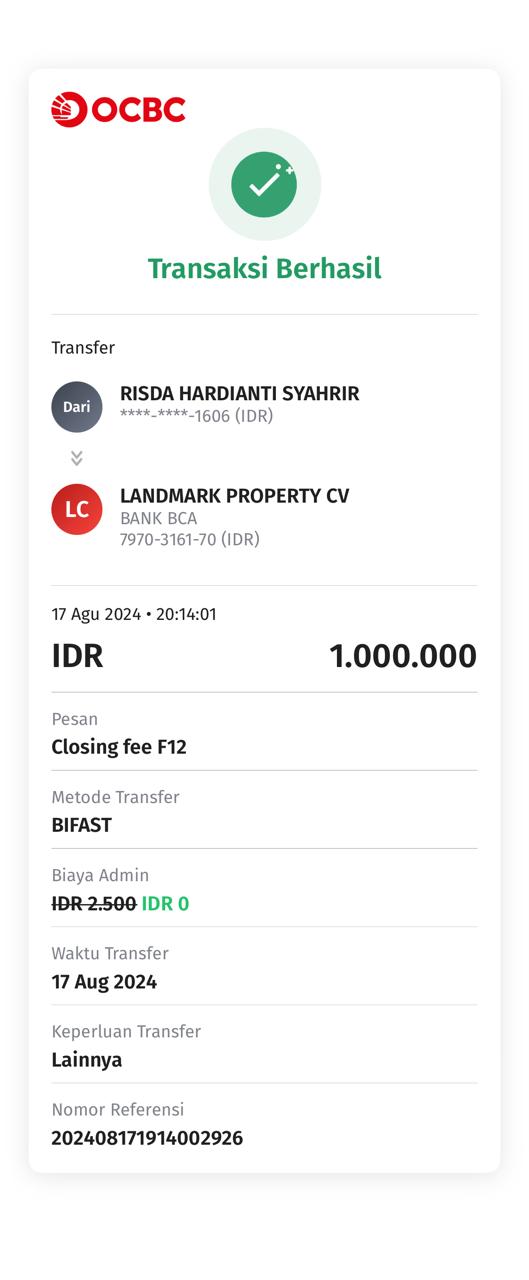 OCBC
Transaksi Berhasil
Transfer
Dari
RISDA HARDIANTI SYAHRIR
****-****-1606 (IDR)
LC
LANDMARK PROPERTY CV
BANK BCA
7970-3161-70 (IDR)
17 Agu 2024 • 20:14:01
IDR 1.000.000
Pesan
Closing fee F12
Metode Transfer
BIFAST
Biaya Admin
IDR 2.500 IDR 0
Waktu Transfer
17 Aug 2024
Keperluan Transfer
Lainnya
Nomor Referensi
202408171914002926